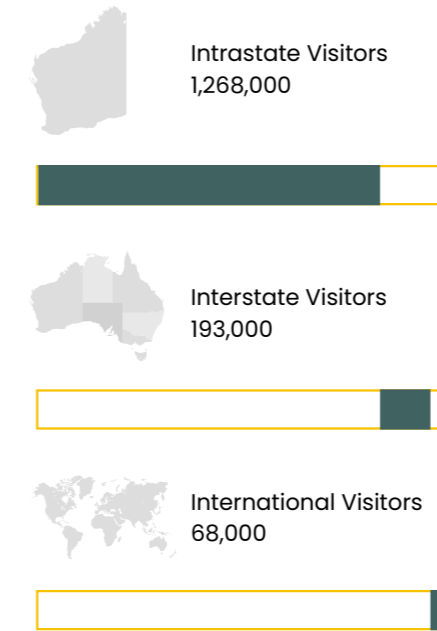 Intrastate Visitors
1,268,000
Interstate Visitors
193,000
International Visitors
68,000